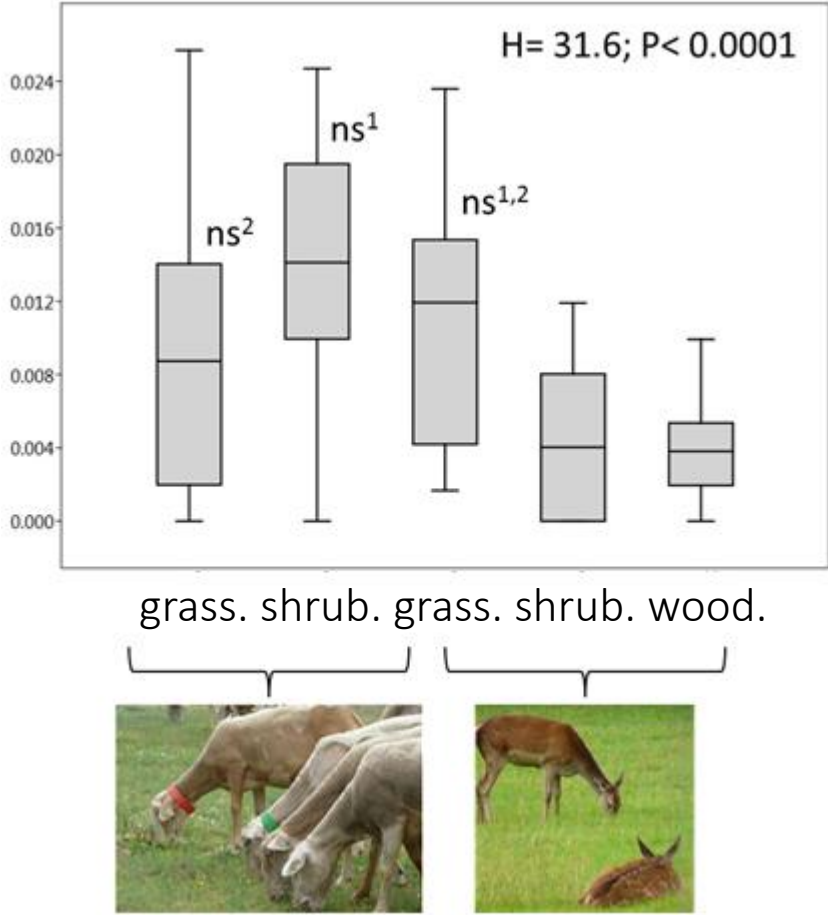 H= 31.6; P< 0.0001
0.024
0.020
ns¹
0.016
ns²
ns¹,²
0.012
0.008
0.004
0.000
grass. shrub. grass. shrub. wood.